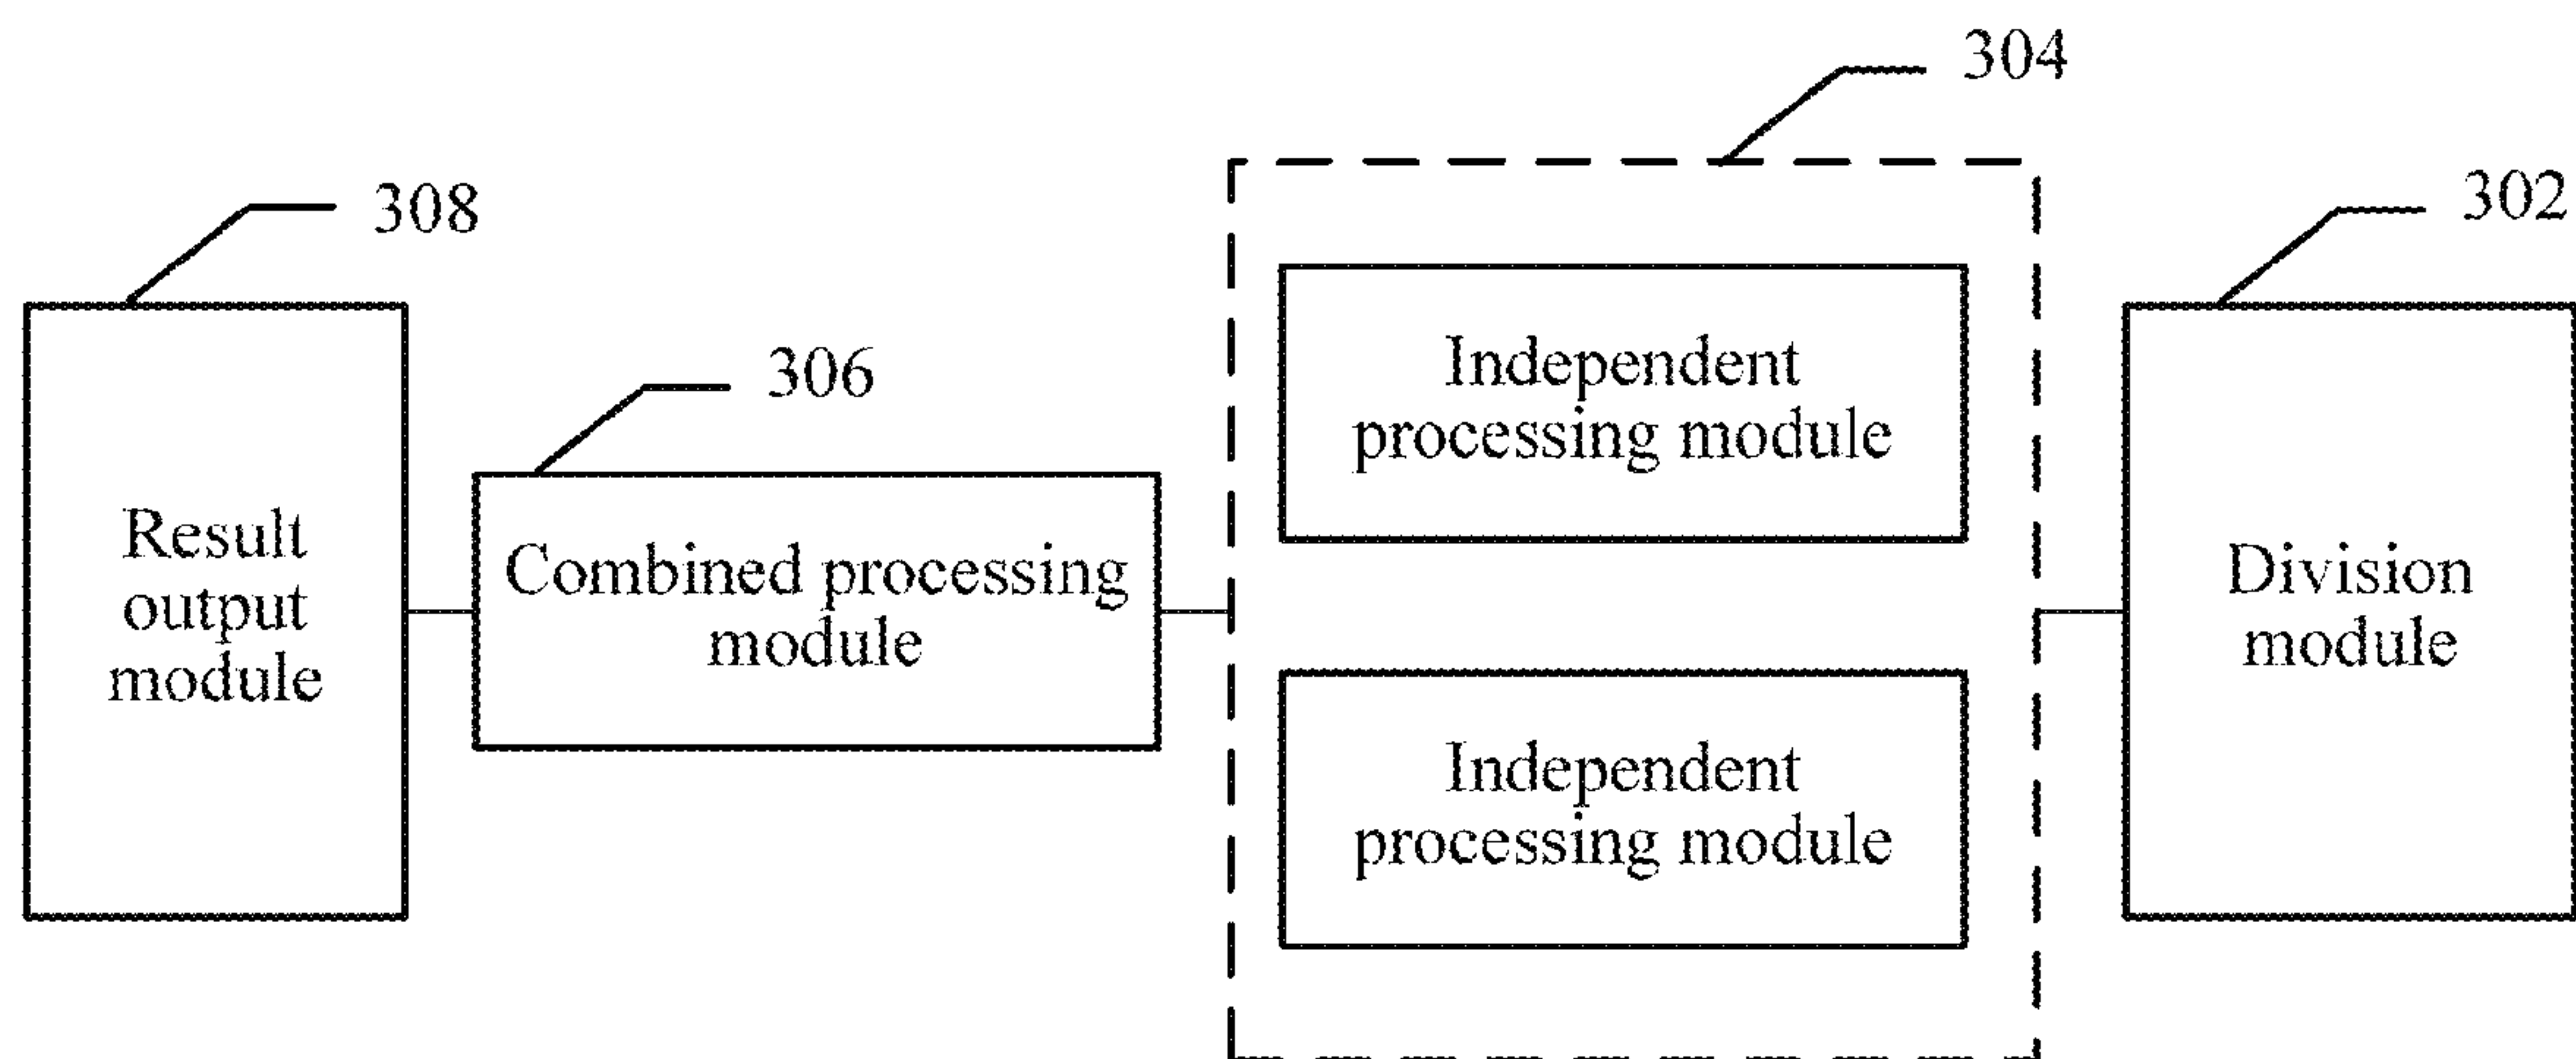 304
308
302
306
Result
output
module
Combined processing
module
Independent
processing module
Independent
processing module
Division
module